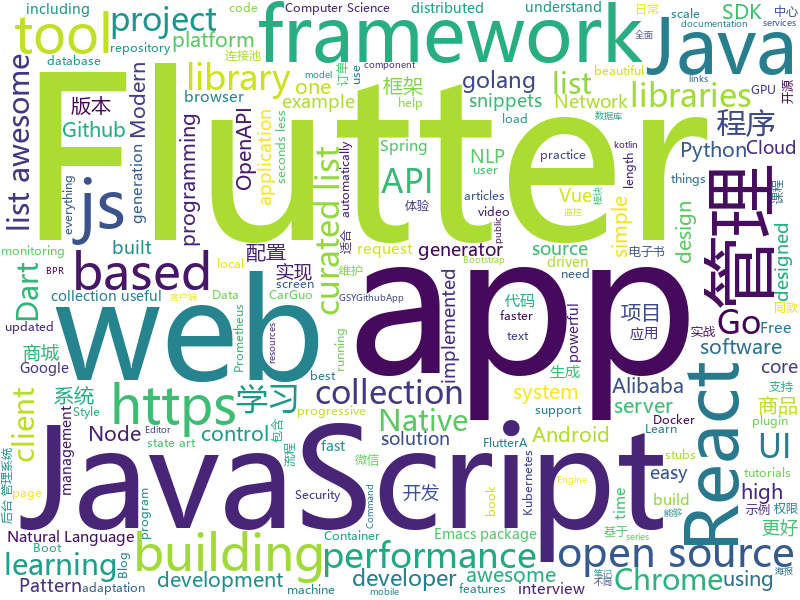 including
Computer Science
distributed
understand
code
日常
中心
project
platform
framework
SDK
scale
documentation
services
tool
database
repository
browser
library
Java
连接池
订单
use
model
component
全面
beautiful
list awesome
版本
Github
Modern
programming
one
example
golang
list
框架
snippets
Network
libraries
程序
GPU
开源
Flutter
seconds less
OpenAPI
application
curated list
help
load
数据库
practice
kotlin
links
Python
Cloud
everything
js
generation
Spring
API
NLP
user
articles
automatically
video
public
simple
Vue
length
模块
监控
things
体验
课程
monitoring
built
配置
generator
request
适合
source
design
管理
designed
电子书
BPR
Dart
based
实现
local
维护
driven
need
Bootstrap
collection useful
screen
Data
CarGuo
GSYGithubApp
代码
项目
Go
Free
同款
updated
Google
商城
web
app
客户端
Prometheus
resources
running
faster
text
powerful
应用
实战
best
生成
software
core
https
学习
collection
implemented
system
Alibaba
商品
支持
client
系统
Style
progressive
Native
support
server
Docker
plugin
React
UI
后台 管理系统
management
Node
control
包含
流程
solution
Android
Learn
Editor
state art
fast
微信
FlutterA
stubs
JavaScript
page
tutorials
Command
Kubernetes
book
开发
Engine
能够
learning
building
open source
Natural Language
Security
program
performance
easy
build
示例
权限
Boot
Container
Emacs package
time
基于
series
Pattern
adaptation
Blog
development
developer
awesome
interview
笔记
不同
machine
features
mobile
Chrome
using
海报
更好
high